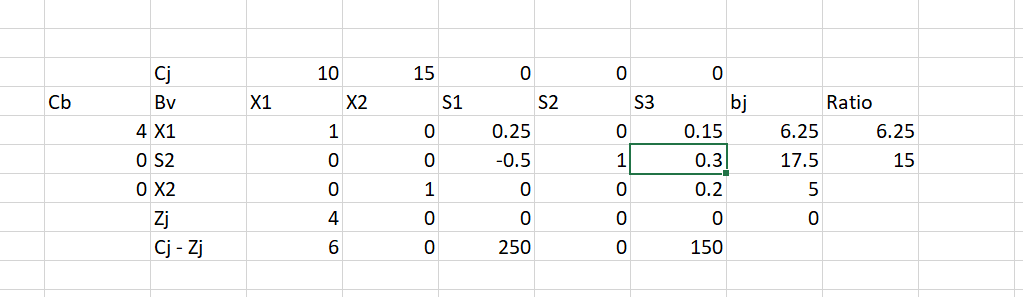 Cj 10 15 0 0 0
Cb Bv X1 X2 S1 S2 S3 bj Ratio
4 X1 1 0 0.25 0 0.15 6.25 6.25
0 S2 0 0 -0.5 1 0.3 17.5 15
0 X2 0 1 0 0 0.2 5
Zj 4 0 0 0 0 0
Cj - Zj 6 0 250 0 150